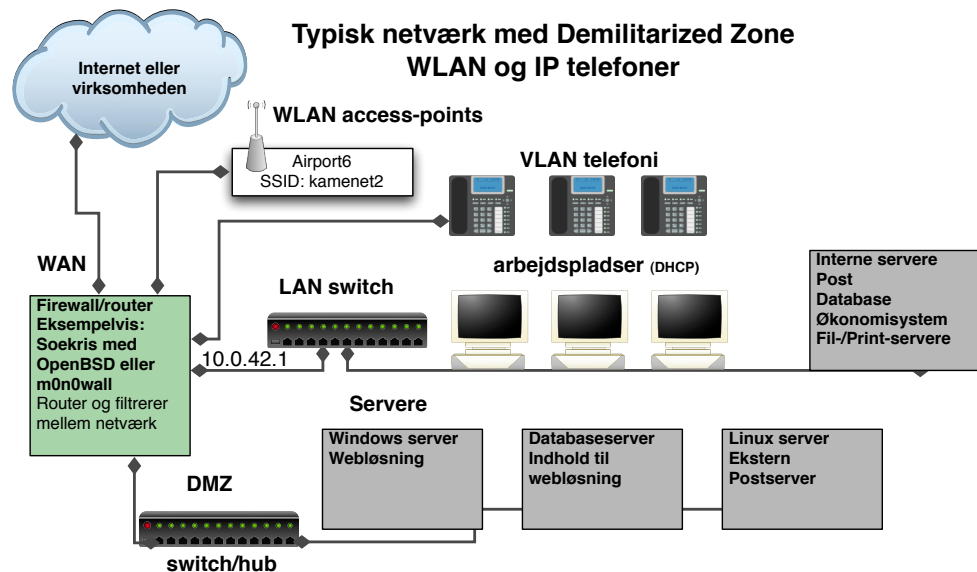 Typisk netværk med Demilitarized Zone
WLAN og IP telefoner
Internet eller
virksomheden
WLAN access-points
Airport6
SSID: kamenet2
VLAN telefoni
WAN
arbejdspladser (DHCP)
LAN switch
Interne servere
Post
Database
Økonomisystem
Fil-/Print-servere
Firewall/router
Eksempelvis:
Soekris med
OpenBSD eller
m0n0wall
Router og filtrerer
mellem netværk
10.0.42.1
Servere
Windows server
Webløsning
Databaseserver
Indhold til
webløsning
Linux server
Ekstern
Postserver
DMZ
switch/hub